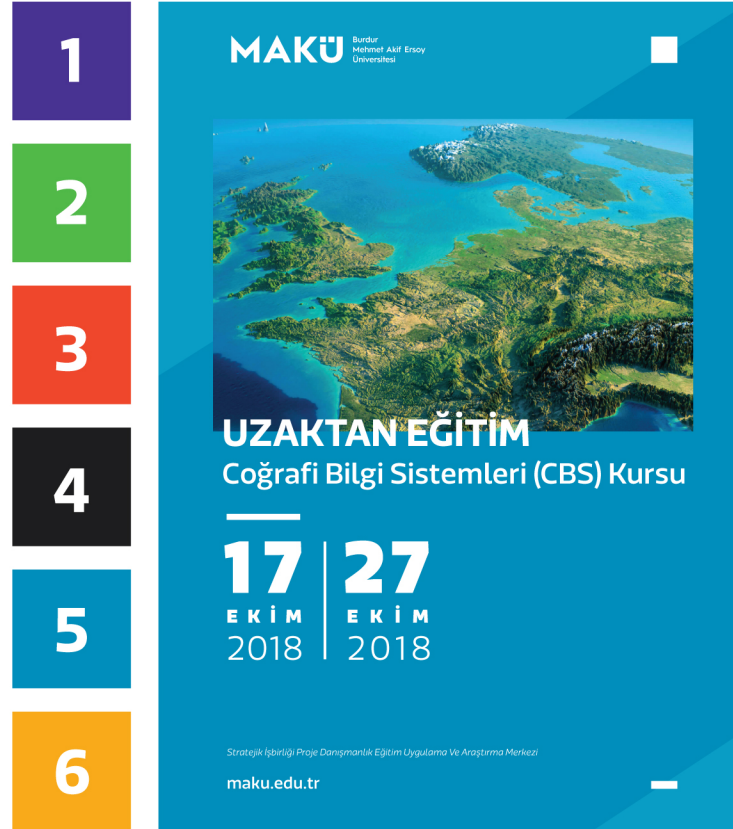 1
2
3
4
5
6
MAKÜ
Burdur
Mehmet Akif Ersoy
Üniversitesi
UZAKTAN EĞİTİM
Coğrafi Bilgi Sistemleri (CBS) Kursu
17 27
EKİM EKİM
2018 2018
Stratejik İşbirliği Proje Danışmanlık Eğitim Uygulama Ve Araştırma Merkezi
maku.edu.tr